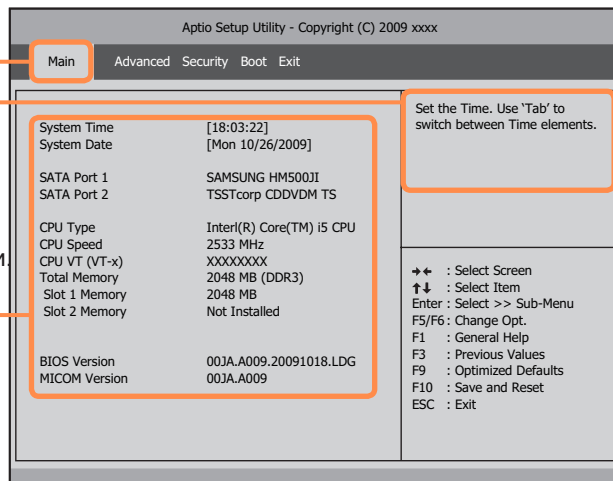 Aptio Setup Utility - Copyright (C) 2009 xxxx
Main Advanced Security Boot Exit
System Time [18:03:22]
System Date [Mon 10/26/2009]
SATA Port 1 SAMSUNG HM500JI
SATA Port 2 TSSTcorp CDDVDM TS
CPU Type Interl(R) Core(TM) i5 CPU
CPU Speed 2533 MHz
CPU VT (VT-x) XXXXXXXX
Total Memory 2048 MB (DDR3)
Slot 1 Memory 2048 MB
Slot 2 Memory Not Installed
BIOS Version 00JA.A009.20091018.LDG
MICOM Version 00JA.A009
Set the Time. Use ‘Tab’ to
switch between Time elements.
→← : Select Screen
↑↓ : Select Item
Enter : Select >> Sub-Menu
F5/F6 : Change Opt.
F1 : General Help
F3 : Previous Values
F9 : Optimized Defaults
F10 : Save and Reset
ESC : Exit